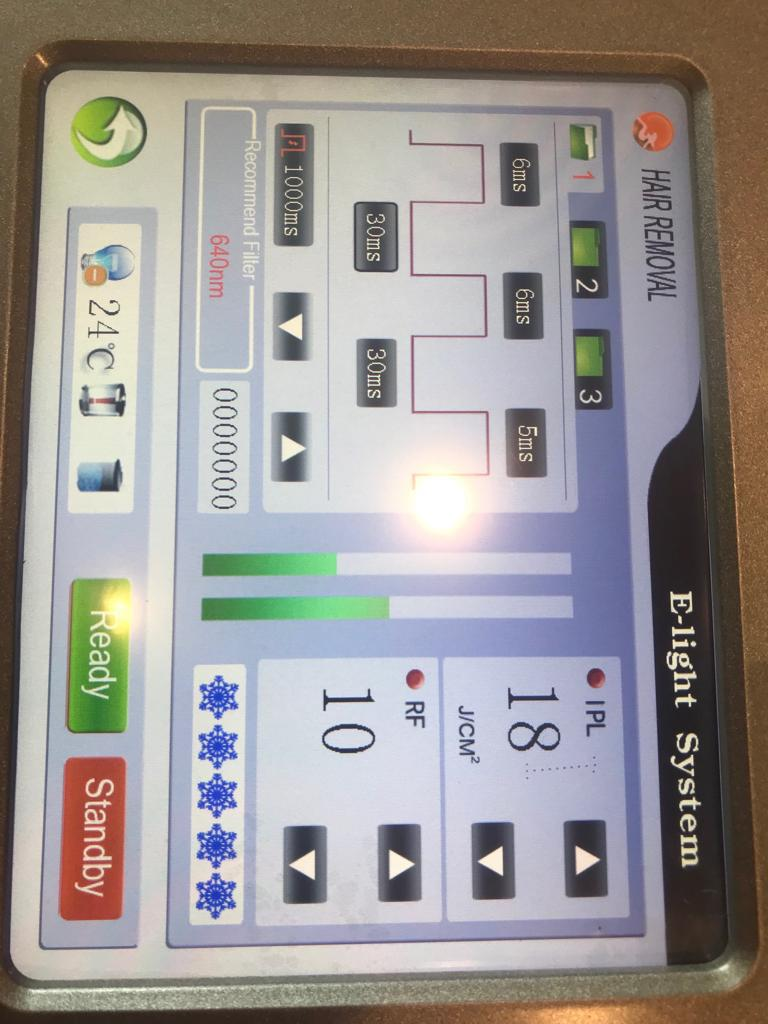 E-light System
HAIR REMOVAL
1 2 3
6ms 6ms 5ms
30ms 30ms
1000ms
Recommend Filter
640nm
0000000
IPL
18
J/CM²
RF
10
24℃
Ready
Standby